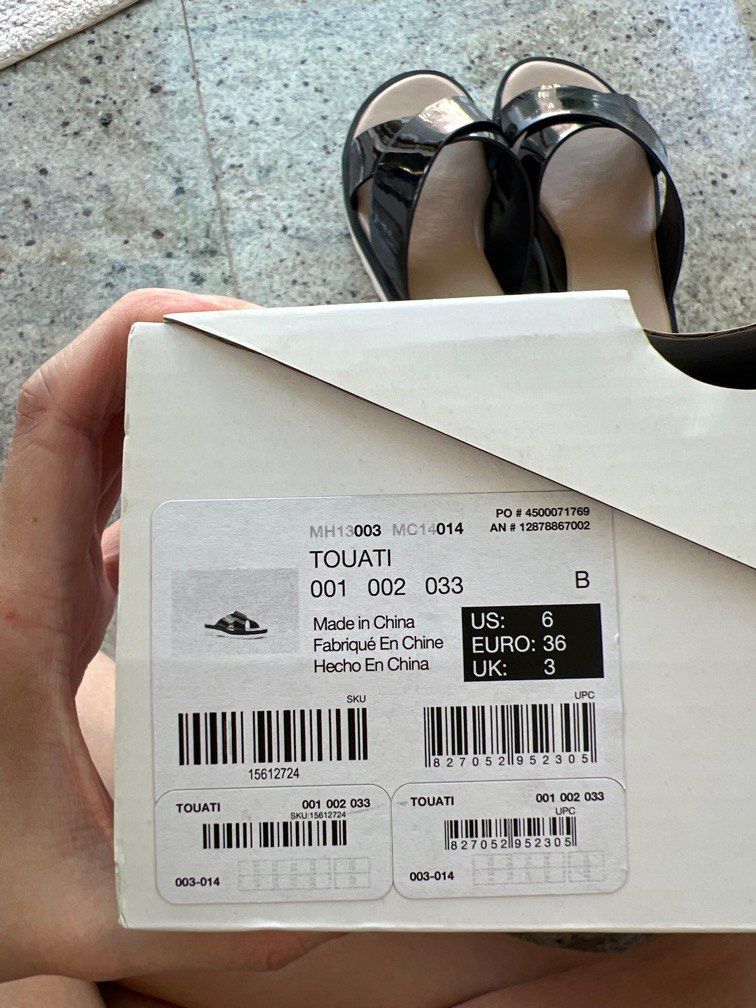 PO # 4500071769
MH13003 MC14014 AN # 12878867002
TOUATI
001 002 033 B
Made in China
Fabriqué En Chine
Hecho En China
US: 6
EURO: 36
UK: 3
SKU
15612724
UPC
827052952305
TOUATI 001 002 033
SKU:15612724
003-014
TOUATI 001 002 033
UPC
827052952305
003-014